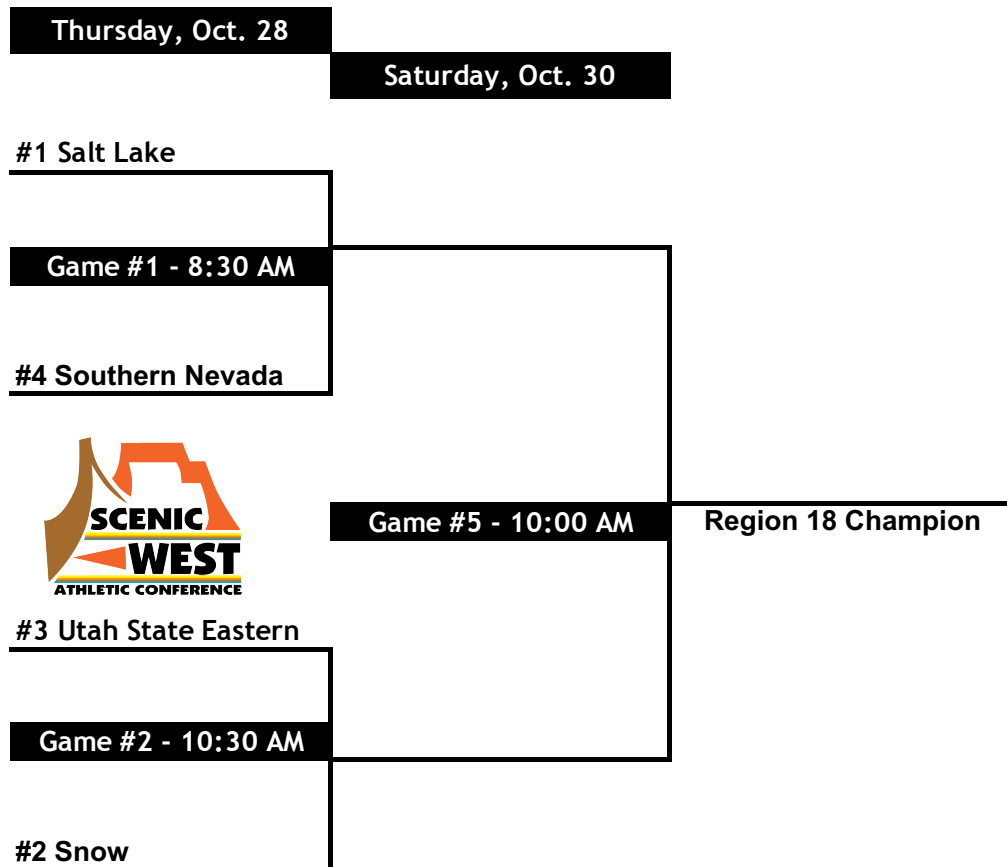 Thursday, Oct. 28
Saturday, Oct. 30
#1 Salt Lake
Game #1 - 8:30 AM
#4 Southern Nevada
SCENIC
WEST
ATHLETIC CONFERENCE
Game #5 - 10:00 AM
Region 18 Champion
#3 Utah State Eastern
Game #2 - 10:30 AM
#2 Snow